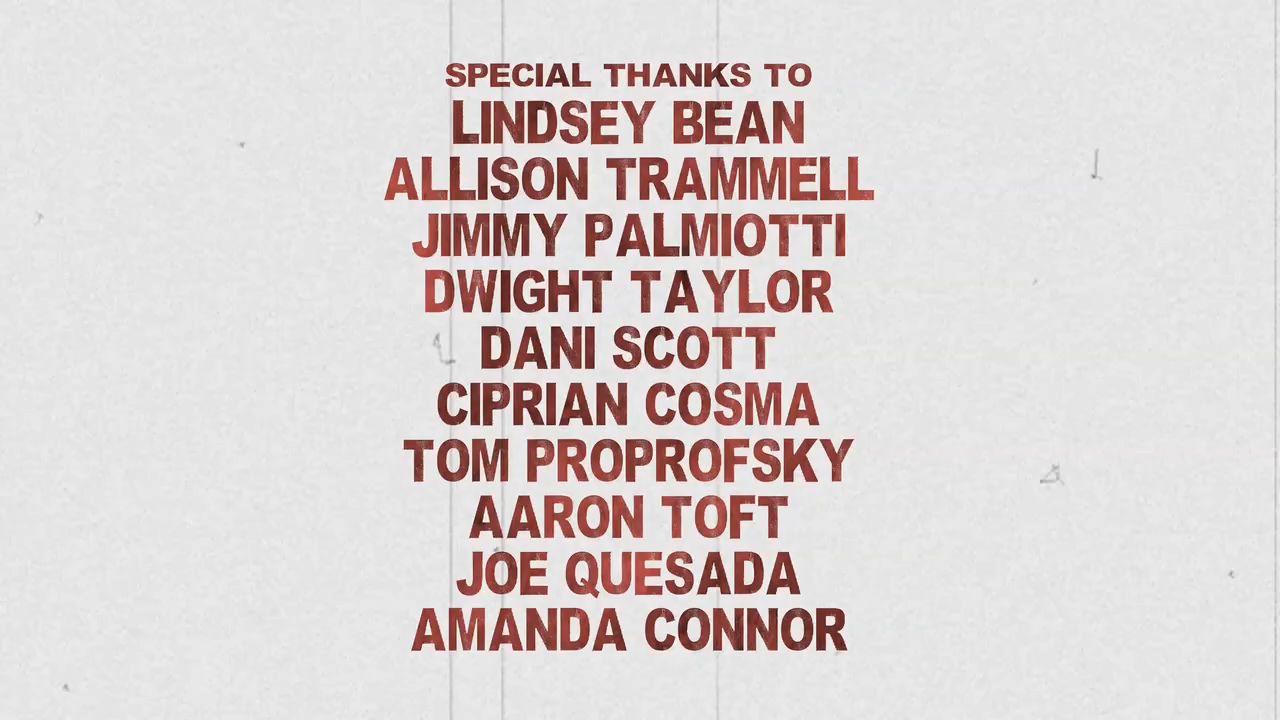 SPECIAL THANKS TO
LINDSEY BEAN
ALLISON TRAMMELL
JIMMY PALMIOTTI
DWIGHT TAYLOR
DANI SCOTT
CIPRIAN COSMA
TOM PROPROFSKY
AARON TOFT
JOE QUESADA
AMANDA CONNOR